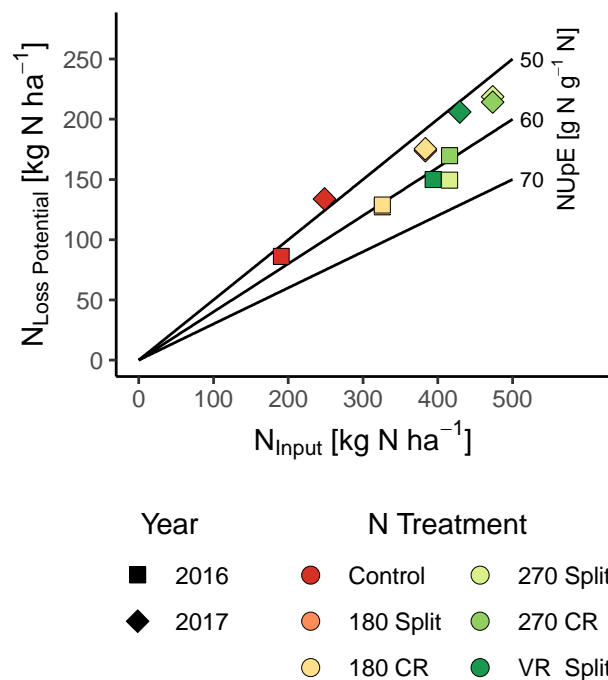 N_Loss Potential [kg N ha⁻¹]
250
200
150
100
50
0
50
60
70
NUpE [g N g⁻¹ N]
0 100 200 300 400 500
N_Input [kg N ha⁻¹]
Year
2016
2017
N Treatment
Control
180 Split
180 CR
270 Split
270 CR
VR Split